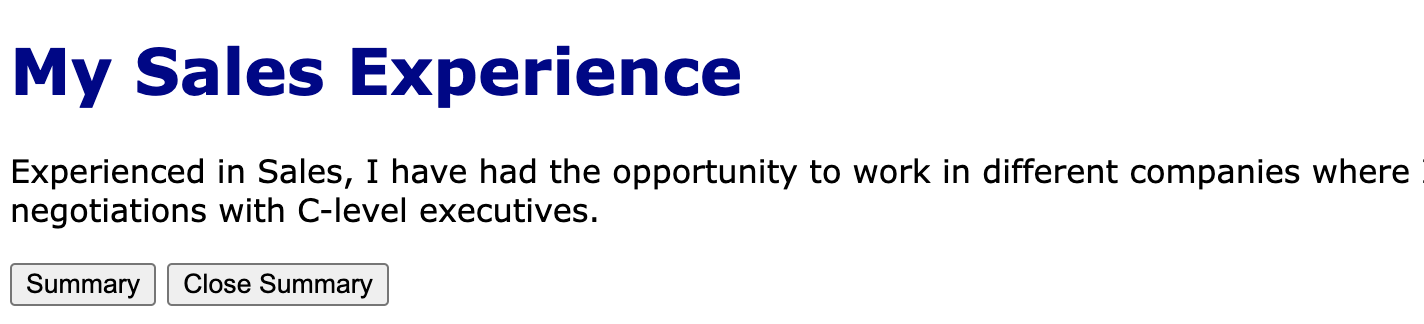 My Sales Experience
Experienced in Sales, I have had the opportunity to work in different companies where
negotiations with C-level executives.
Summary Close Summary